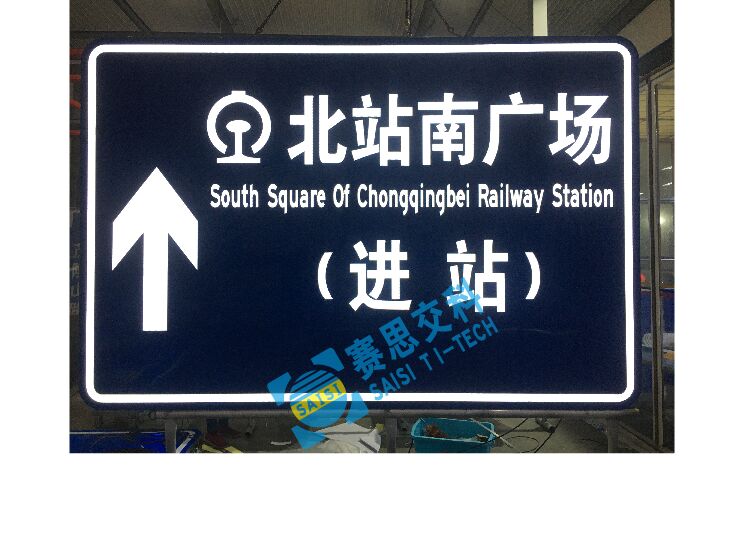 北站南广场
South Square Of Chongqingbei Railway Station
(进 站)
赛思交科
SAISI TI-TECH
SAISI